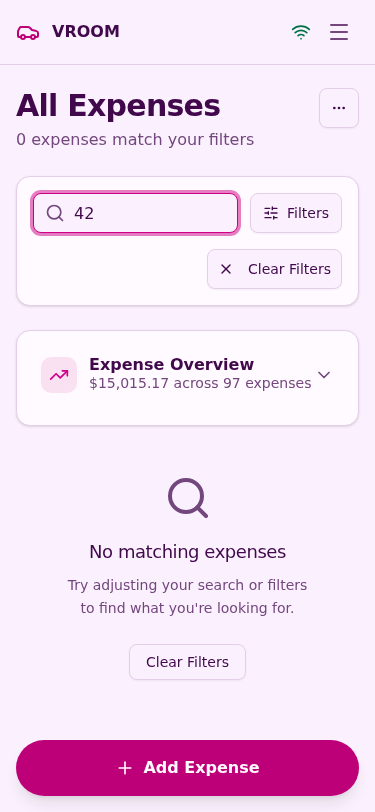 VROOM
All Expenses
0 expenses match your filters
42
Filters
Clear Filters
Expense Overview
$15,015.17 across 97 expenses
No matching expenses
Try adjusting your search or filters
to find what you're looking for.
Clear Filters
Add Expense